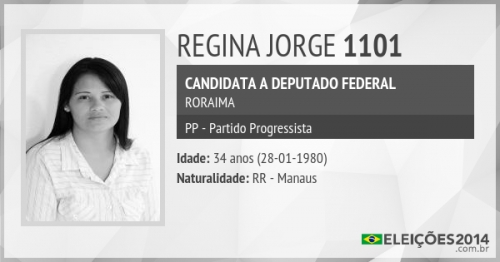 REGINA JORGE 1101
CANDIDATA A DEPUTADO FEDERAL
RORAIMA
PP - Partido Progressista
Idade: 34 anos (28-01-1980)
Naturalidade: RR - Manaus
ELEIÇÕES2014
.com.br